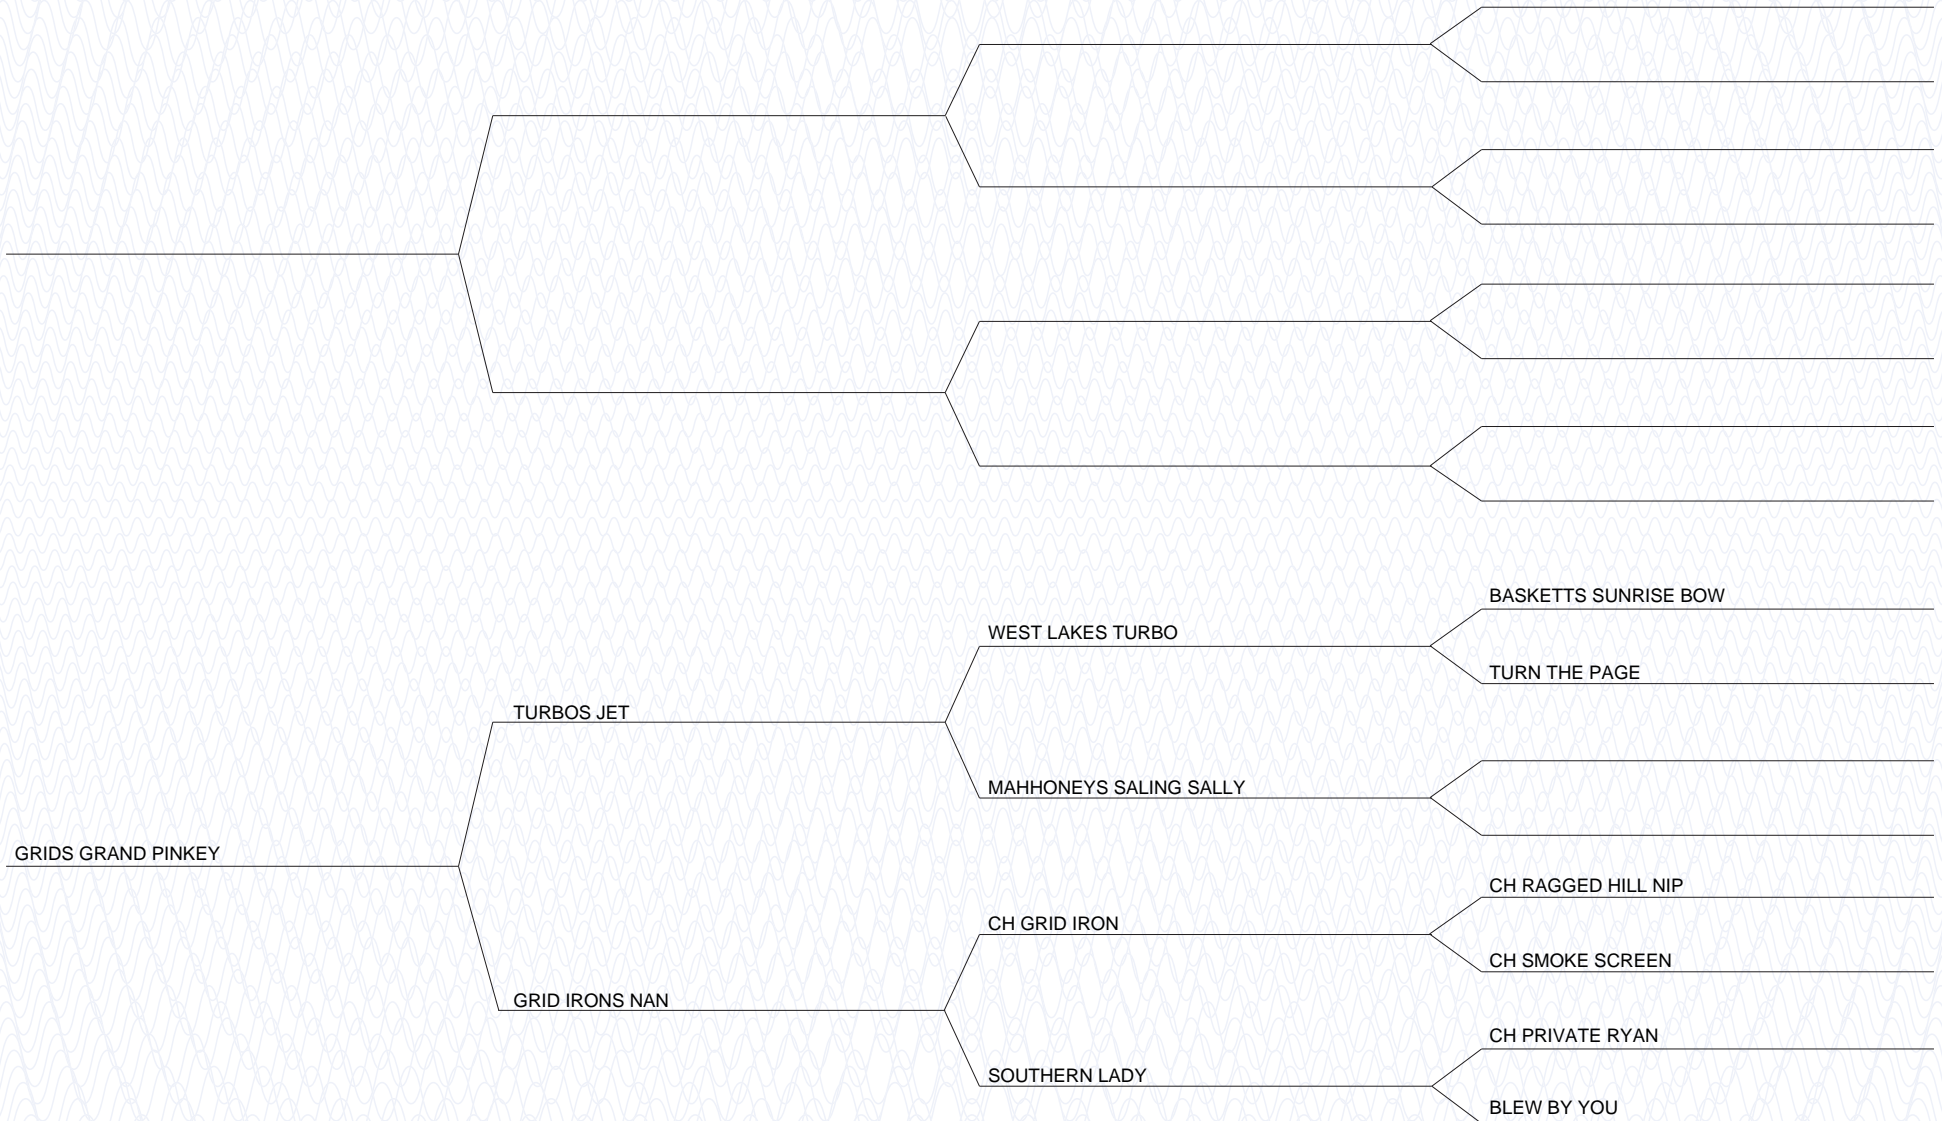 BASKETTS SUNRISE BOW
WEST LAKES TURBO
TURN THE PAGE
TURBOS JET
MAHHONEYS SALING SALLY
GRIDS GRAND PINKEY
CH RAGGED HILL NIP
CH GRID IRON
CH SMOKE SCREEN
GRID IRONS NAN
CH PRIVATE RYAN
SOUTHERN LADY
BLEW BY YOU